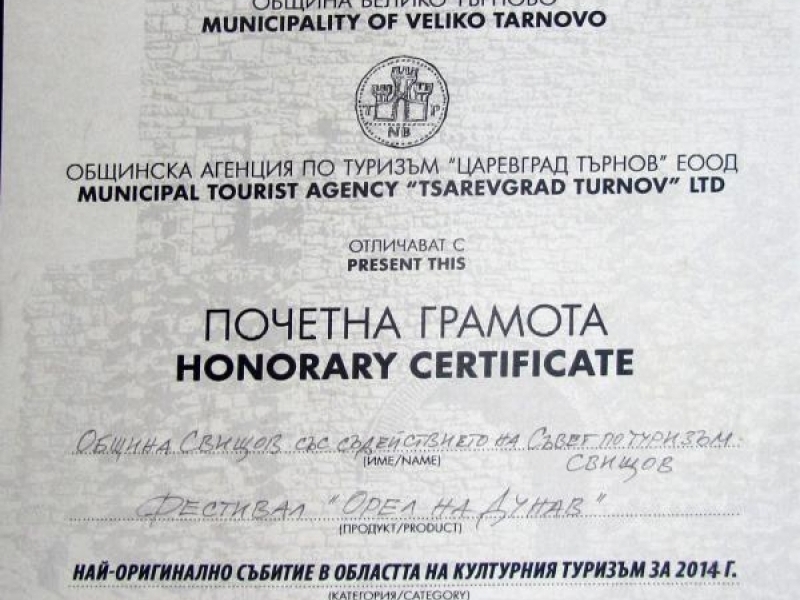 ОБЩИНА ВЕЛИКО ТЪРНОВО
MUNICIPALITY OF VELIKO TARNOVO
Т Р
NB
ОБЩИНСКА АГЕНЦИЯ ПО ТУРИЗЪМ "ЦАРЕВГРАД ТЪРНОВ" ЕООД
MUNICIPAL TOURIST AGENCY "TSAREVGRAD TURNOV" LTD
ОТЛИЧАВАТ С
PRESENT THIS
ПОЧЕТНА ГРАМОТА
HONORARY CERTIFICATE
ОБЩИНА СВИЩОВ СЪС СЪДЕЙСТВИЕТО НА СЪВЕТ ПО ТУРИЗЪМ -
(ИМЕ/NAME)
СВИЩОВ
ФЕСТИВАЛ "ОРЕЛ НА ДУНАВ"
(ПРОДУКТ/PRODUCT)
НАЙ-ОРИГИНАЛНО СЪБИТИЕ В ОБЛАСТТА НА КУЛТУРНИЯ ТУРИЗЪМ ЗА 2014 Г.
(КАТЕГОРИЯ/CATEGORY)